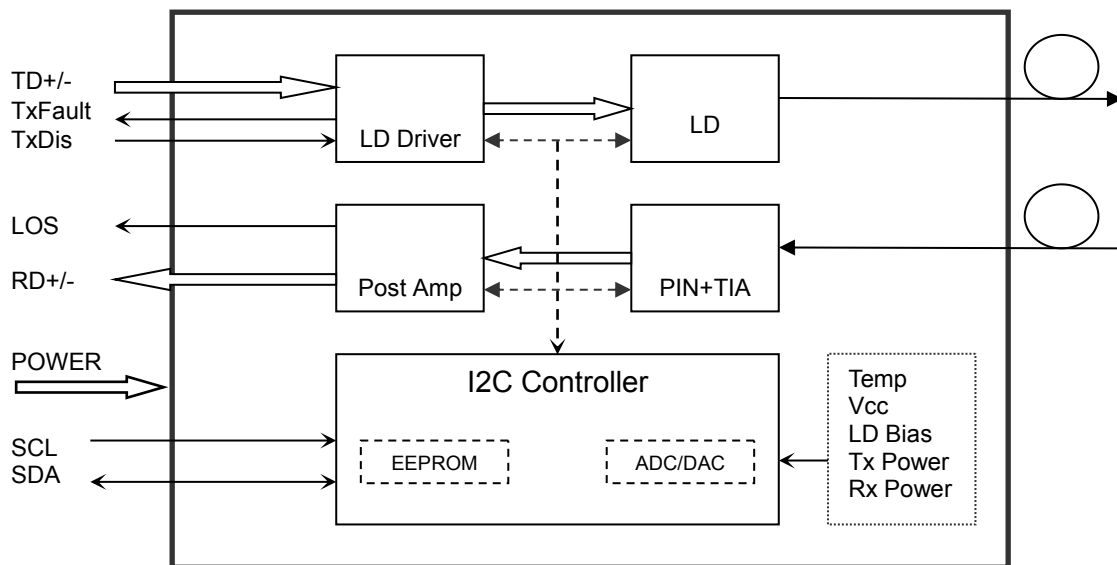 TD+/-
TxFault
TxDis
LD Driver
LD
LOS
RD+/-
Post Amp
PIN+TIA
POWER
I2C Controller
SCL
SDA
EEPROM
ADC/DAC
Temp
Vcc
LD Bias
Tx Power
Rx Power